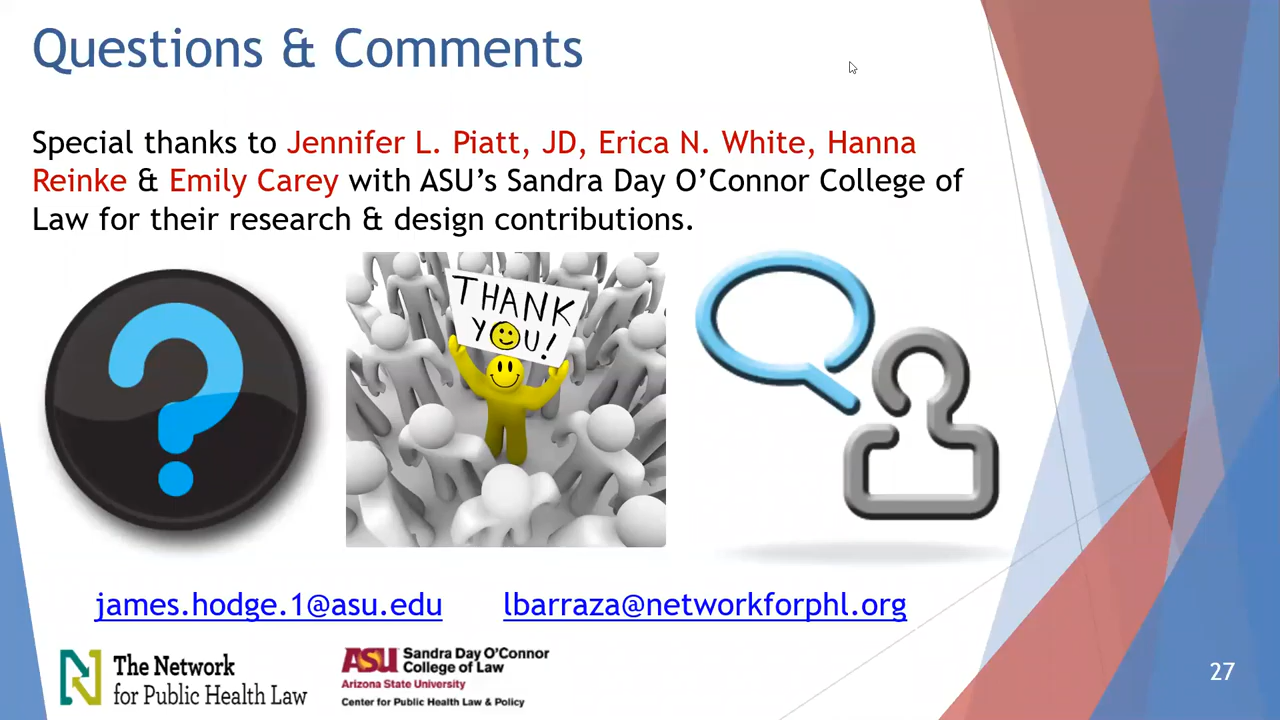 Questions & Comments
Special thanks to Jennifer L. Piatt, JD, Erica N. White, Hanna
Reinke & Emily Carey with ASU’s Sandra Day O’Connor College of
Law for their research & design contributions.
THANK
YOU!
james.hodge.1@asu.edu lbarraza@networkforphl.org
The Network
for Public Health Law
ASU Sandra Day O’Connor
College of Law
Arizona State University
Center for Public Health Law & Policy
27